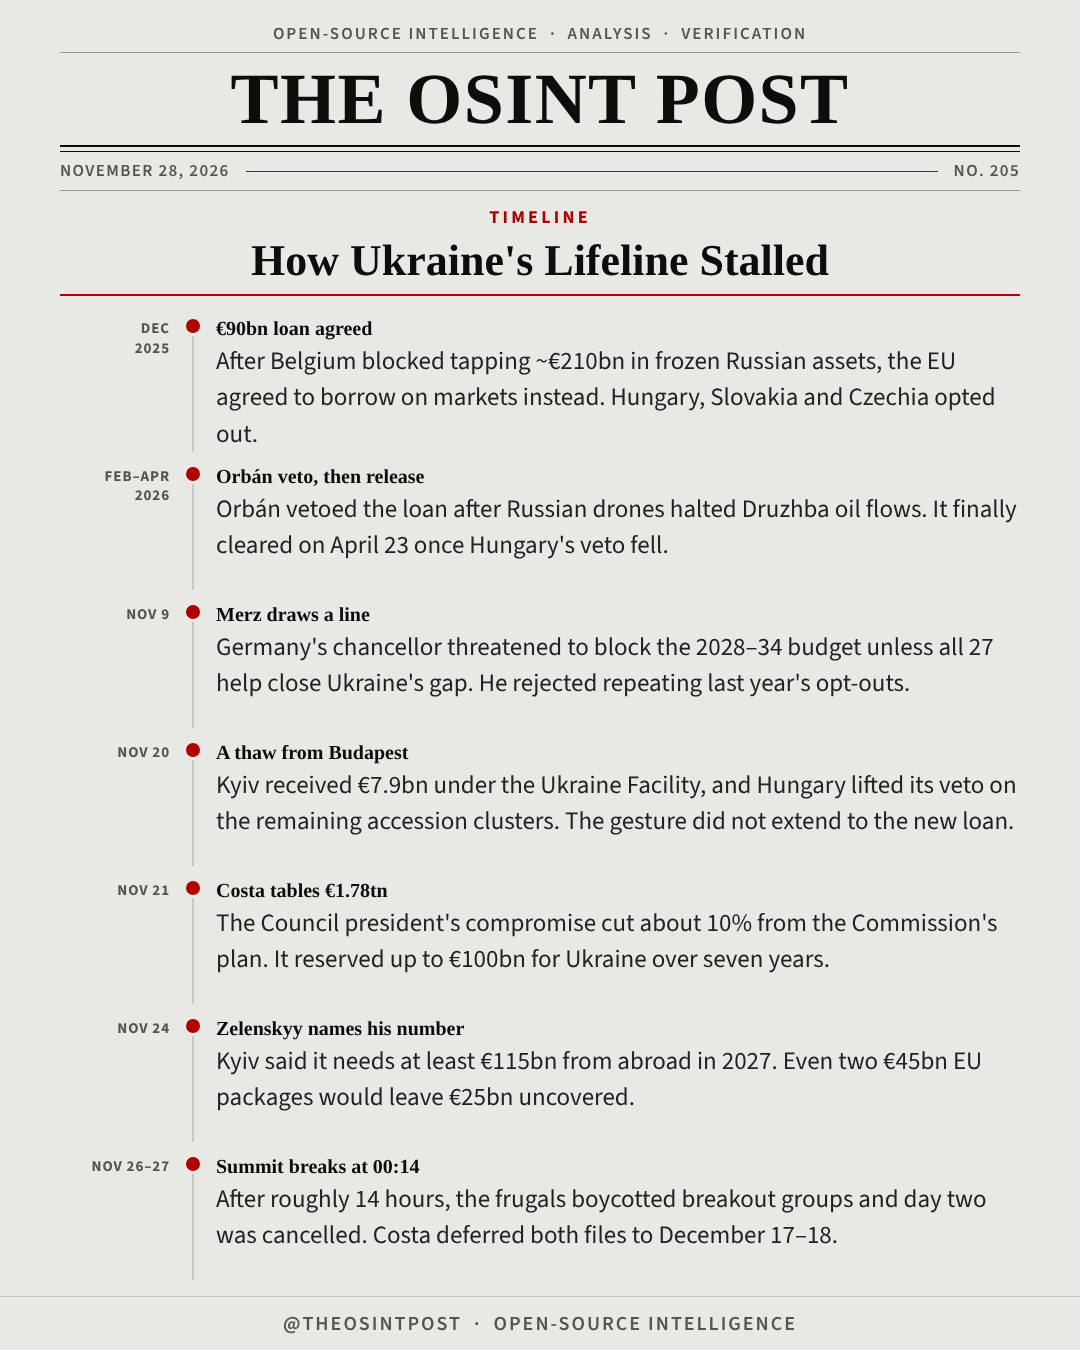 OPEN-SOURCE INTELLIGENCE · ANALYSIS · VERIFICATION
THE OSINT POST
NOVEMBER 28, 2026 NO. 205
TIMELINE
How Ukraine's Lifeline Stalled
DEC
2025
€90bn loan agreed
After Belgium blocked tapping ~€210bn in frozen Russian assets, the EU
agreed to borrow on markets instead. Hungary, Slovakia and Czechia opted
out.
FEB–APR
2026
Orbán veto, then release
Orbán vetoed the loan after Russian drones halted Druzhba oil flows. It finally
cleared on April 23 once Hungary's veto fell.
NOV 9
Merz draws a line
Germany's chancellor threatened to block the 2028–34 budget unless all 27
help close Ukraine's gap. He rejected repeating last year's opt-outs.
NOV 20
A thaw from Budapest
Kyiv received €7.9bn under the Ukraine Facility, and Hungary lifted its veto on
the remaining accession clusters. The gesture did not extend to the new loan.
NOV 21
Costa tables €1.78tn
The Council president's compromise cut about 10% from the Commission's
plan. It reserved up to €100bn for Ukraine over seven years.
NOV 24
Zelenskyy names his number
Kyiv said it needs at least €115bn from abroad in 2027. Even two €45bn EU
packages would leave €25bn uncovered.
NOV 26–27
Summit breaks at 00:14
After roughly 14 hours, the frugals boycotted breakout groups and day two
was cancelled. Costa deferred both files to December 17–18.
@THEOSINTPOST · OPEN-SOURCE INTELLIGENCE